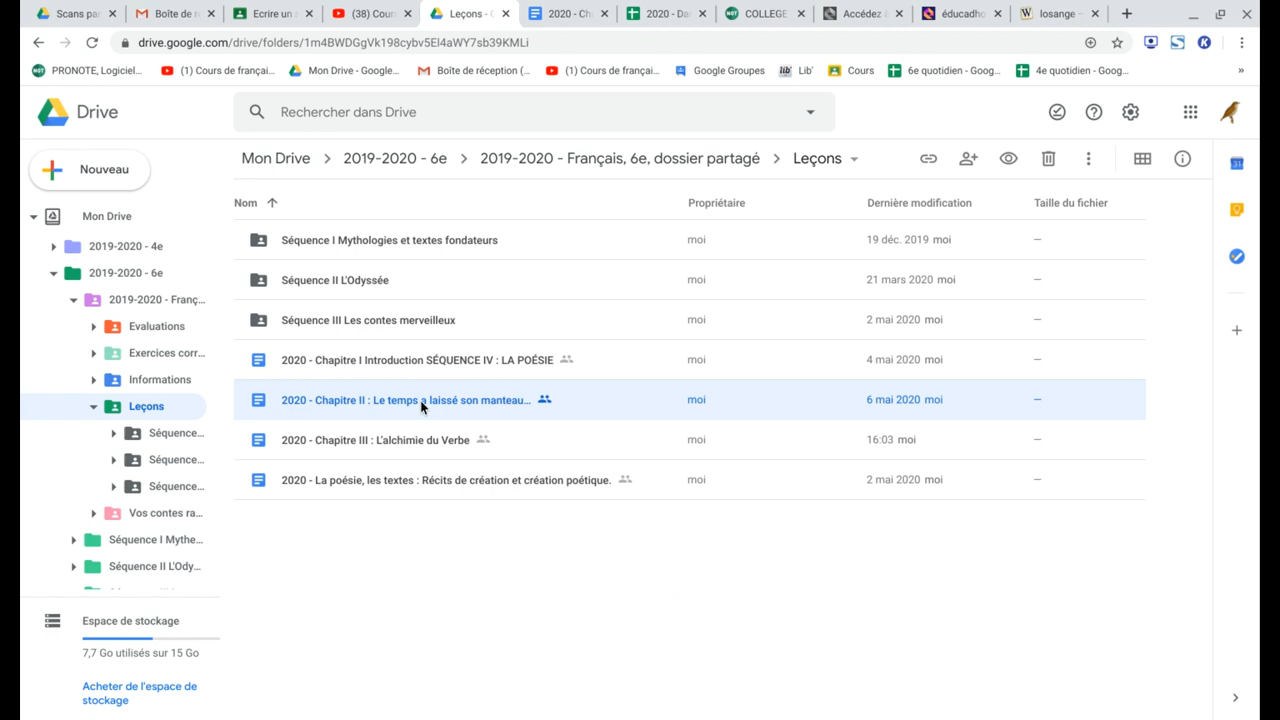 Scans pa
Boîte de r
Ecrire un
(38) Cour
Leçons - G
2020 - Ch
2020 - Da
COLLEGE
Accédez à
éducadho
losange –
drive.google.com/drive/folders/1m4BWDGgVk198cybv5El4aWY7sb39KMLi
PRONOTE, Logiciel...
(1) Cours de françai...
Mon Drive - Google...
Boîte de réception (...
(1) Cours de françai...
Google Groupes
Lib'
Cours
6e quotidien - Goog...
4e quotidien - Goog...
»
Drive
Rechercher dans Drive
Nouveau
Mon Drive
2019-2020 - 4e
2019-2020 - 6e
2019-2020 - Franç...
Evaluations
Exercices corr...
Informations
Leçons
Séquence...
Séquence...
Séquence...
Vos contes ra...
Séquence I Mythe...
Séquence II L'Ody...
Espace de stockage
7,7 Go utilisés sur 15 Go
Acheter de l'espace de
stockage
Mon Drive > 2019-2020 - 6e > 2019-2020 - Français, 6e, dossier partagé > Leçons
Nom Propriétaire Dernière modification Taille du fichier
Séquence I Mythologies et textes fondateurs moi 19 déc. 2019 moi –
Séquence II L'Odyssée moi 21 mars 2020 moi –
Séquence III Les contes merveilleux moi 2 mai 2020 moi –
2020 - Chapitre I Introduction SÉQUENCE IV : LA POÉSIE moi 4 mai 2020 moi –
2020 - Chapitre II : Le temps a laissé son manteau... moi 6 mai 2020 moi –
2020 - Chapitre III : L'alchimie du Verbe moi 16:03 moi –
2020 - La poésie, les textes : Récits de création et création poétique. moi 2 mai 2020 moi –